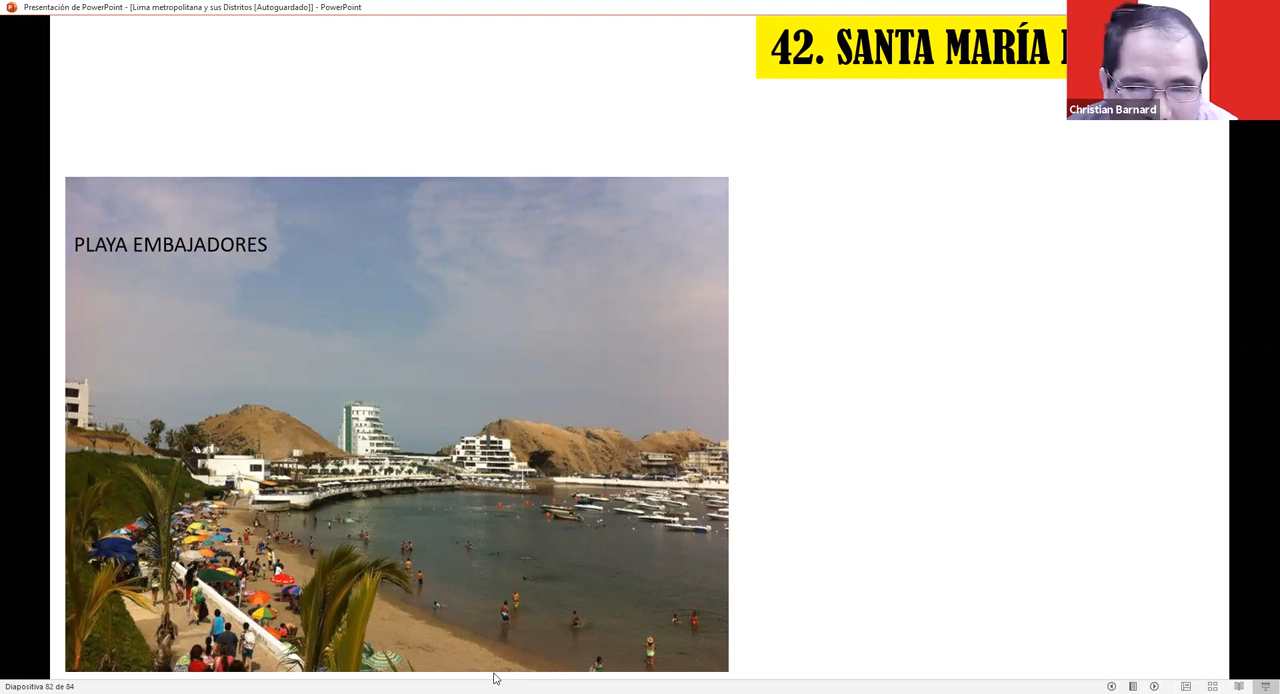 Presentación de PowerPoint - [Lima metropolitana y sus Distritos [Autoguardado]] - PowerPoint
42. SANTA MARÍA
Christian Barnard
PLAYA EMBAJADORES
Diapositiva 82 de 84